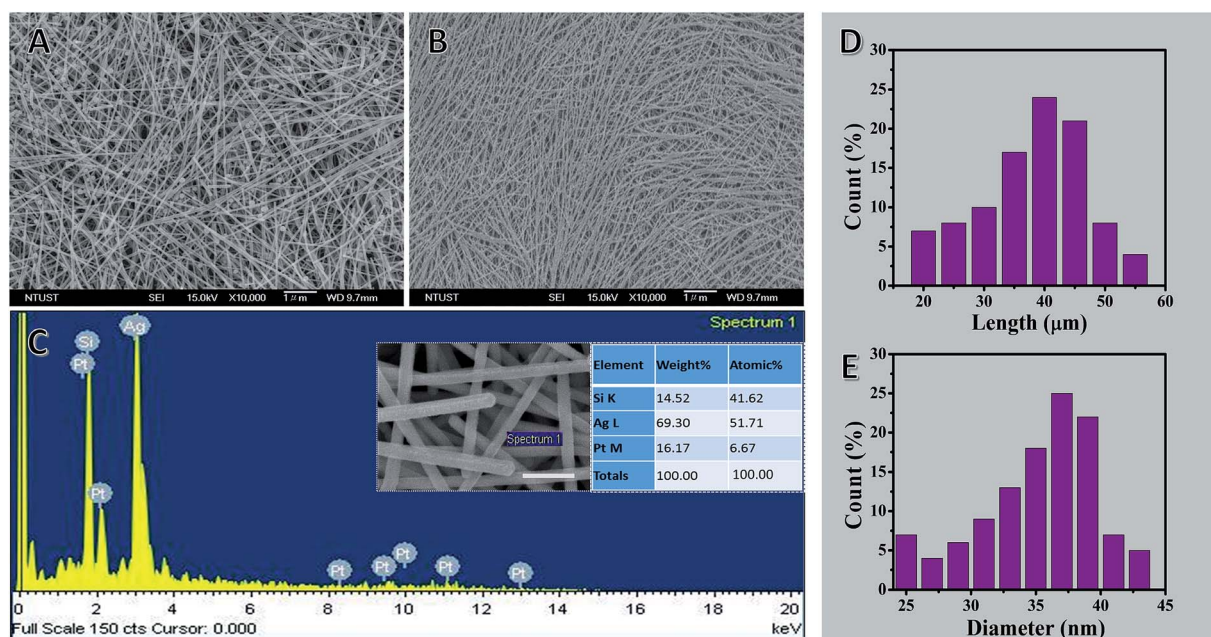 A
NTUST SEI 15.0kV X10,000 1μm WD 9.7mm
B
NTUST SEI 15.0kV X10,000 1μm WD 9.7mm
C
Spectrum 1
Si
Pt
Ag
Pt
Pt
Pt
Pt
Pt
Pt
Spectrum 1
Element Weight% Atomic%
Si K 14.52 41.62
Ag L 69.30 51.71
Pt M 16.17 6.67
Totals 100.00 100.00
0 2 4 6 8 10 12 14 16 18 20
Full Scale 150 cts Cursor: 0.000 keV
D
30
25
20
15
10
5
0
Count (%)
20 30 40 50 60
Length (μm)
E
30
25
20
15
10
5
0
Count (%)
25 30 35 40 45
Diameter (nm)